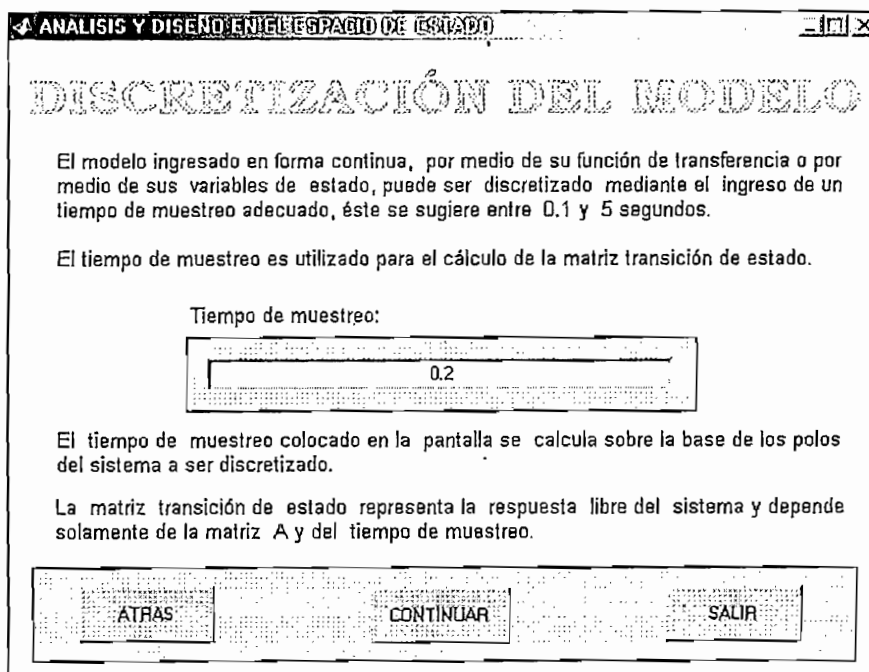 ANALISIS Y DISEÑO EN EL ESPACIO DE ESTADO
DISCRETIZACIÓN DEL MODELO
El modelo ingresado en forma continua, por medio de su función de transferencia o por
medio de sus variables de estado, puede ser discretizado mediante el ingreso de un
tiempo de muestreo adecuado, éste se sugiere entre 0.1 y 5 segundos.
El tiempo de muestreo es utilizado para el cálculo de la matriz transición de estado.
Tiempo de muestreo:
0.2
El tiempo de muestreo colocado en la pantalla se calcula sobre la base de los polos
del sistema a ser discretizado.
La matriz transición de estado representa la respuesta libre del sistema y depende
solamente de la matriz A y del tiempo de muestreo.
ATRAS CONTINUAR SALIR